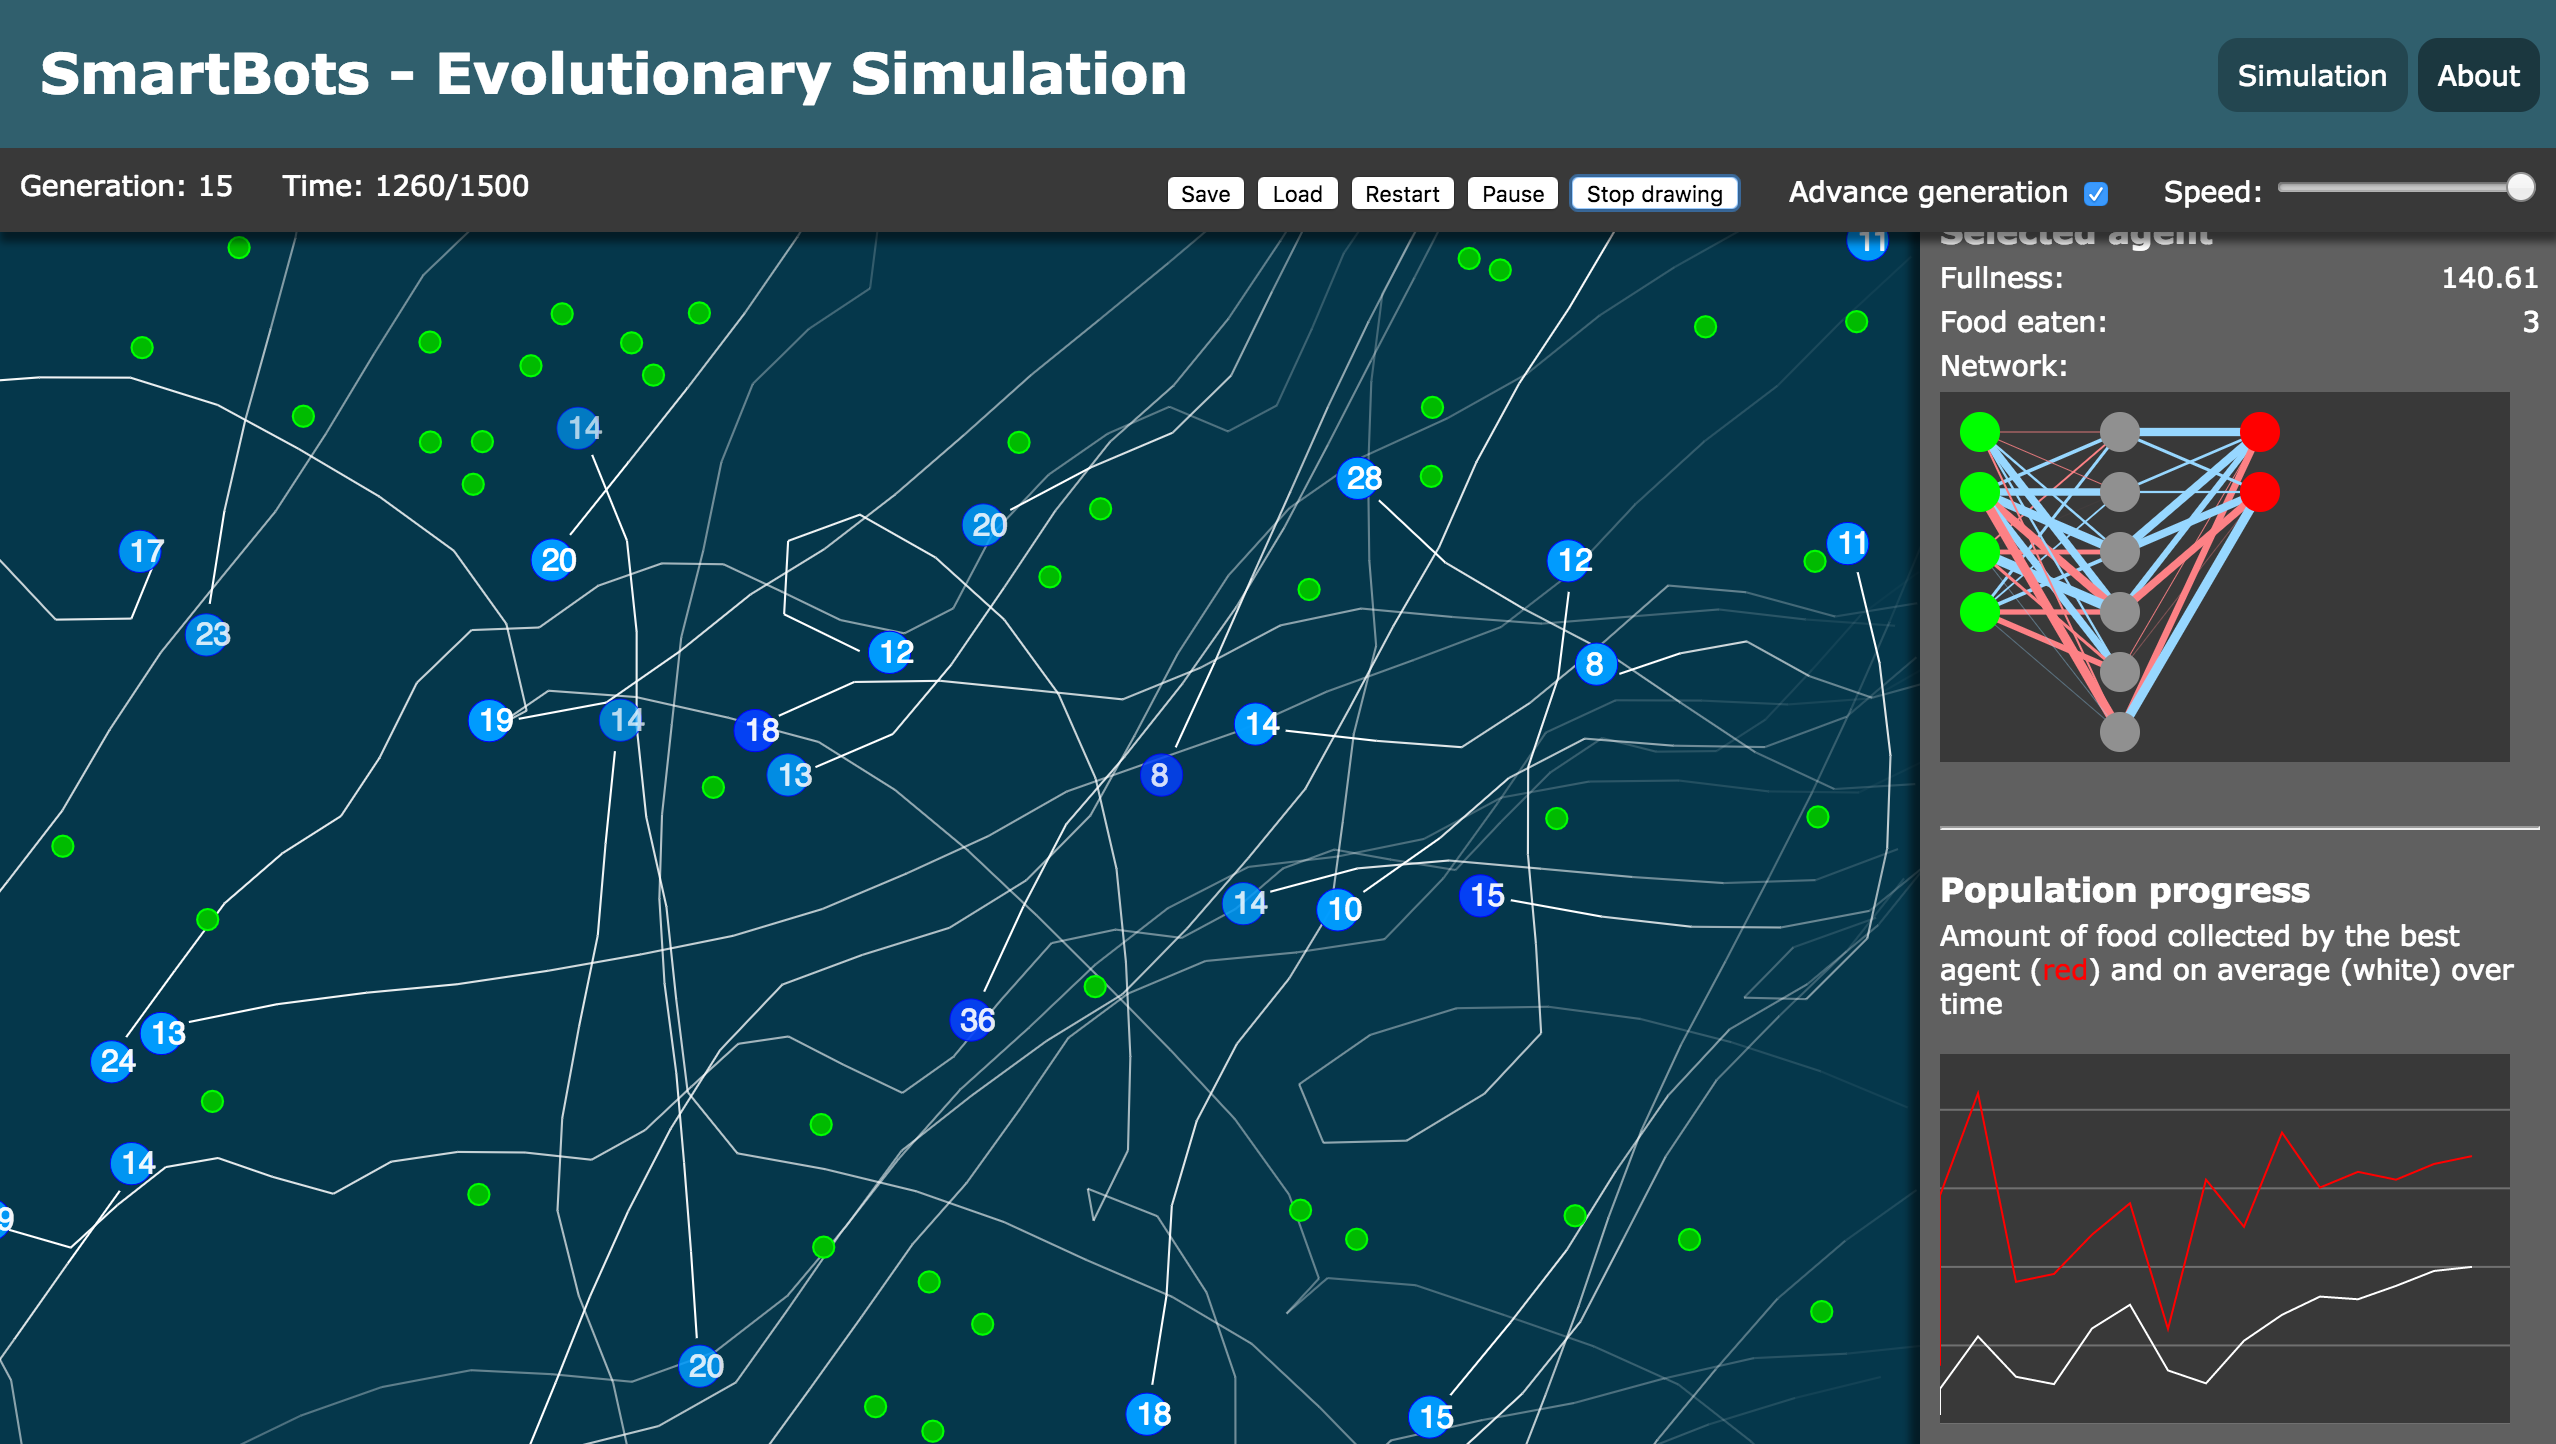 SmartBots - Evolutionary Simulation
Simulation
About
Generation: 15
Time: 1260/1500
Save
Load
Restart
Pause
Stop drawing
Advance generation
Speed:
11
Selected agent
Fullness: 140.61
Food eaten: 3
Network:
14
28
20
17
20
12
11
23
12
8
19
14
18
14
13
8
14
10
15
36
13
24
14
9
20
18
15
Population progress
Amount of food collected by the best
agent (red) and on average (white) over
time